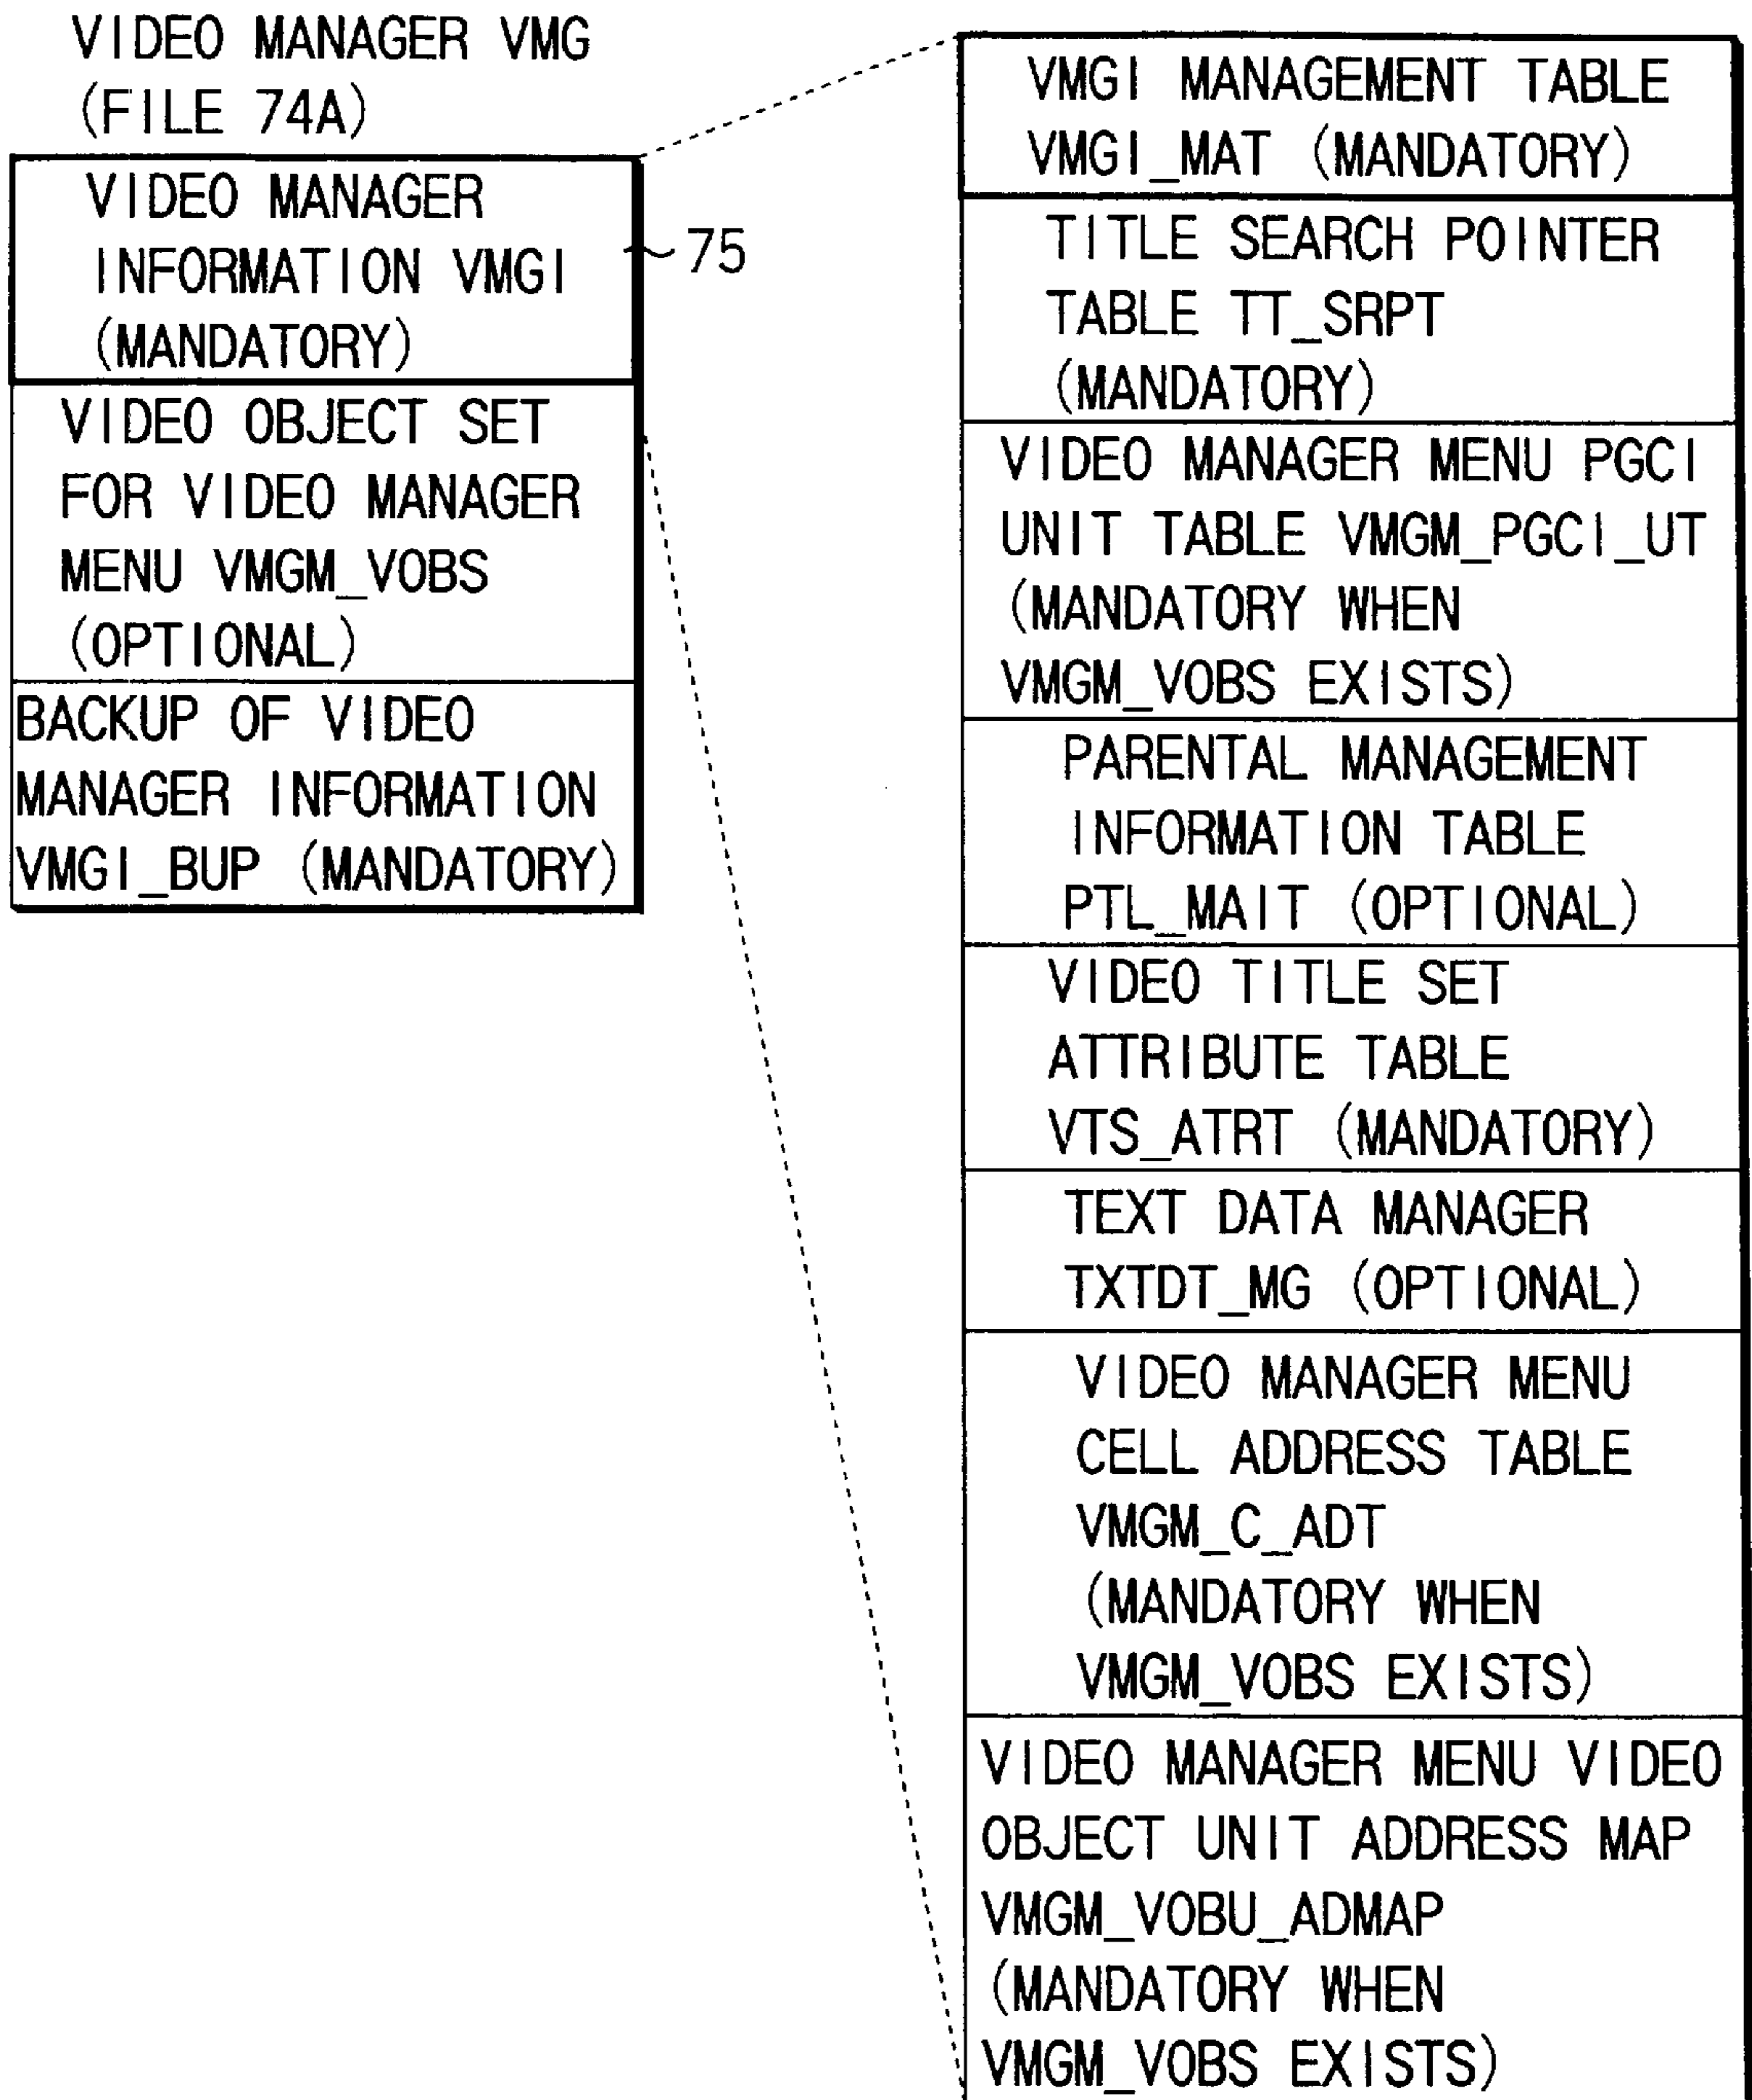 VIDEO MANAGER VMG
(FILE 74A)
VIDEO MANAGER
INFORMATION VMGI
(MANDATORY)
75
VIDEO OBJECT SET
FOR VIDEO MANAGER
MENU VMGM_VOBS
(OPTIONAL)
BACKUP OF VIDEO
MANAGER INFORMATION
VMGI_BUP (MANDATORY)
VMGI MANAGEMENT TABLE
VMGI_MAT (MANDATORY)
TITLE SEARCH POINTER
TABLE TT_SRPT
(MANDATORY)
VIDEO MANAGER MENU PGCI
UNIT TABLE VMGM_PGCI_UT
(MANDATORY WHEN
VMGM_VOBS EXISTS)
PARENTAL MANAGEMENT
INFORMATION TABLE
PTL_MAIT (OPTIONAL)
VIDEO TITLE SET
ATTRIBUTE TABLE
VTS_ATRT (MANDATORY)
TEXT DATA MANAGER
TXTDT_MG (OPTIONAL)
VIDEO MANAGER MENU
CELL ADDRESS TABLE
VMGM_C_ADT
(MANDATORY WHEN
VMGM_VOBS EXISTS)
VIDEO MANAGER MENU VIDEO
OBJECT UNIT ADDRESS MAP
VMGM_VOBU_ADMAP
(MANDATORY WHEN
VMGM_VOBS EXISTS)